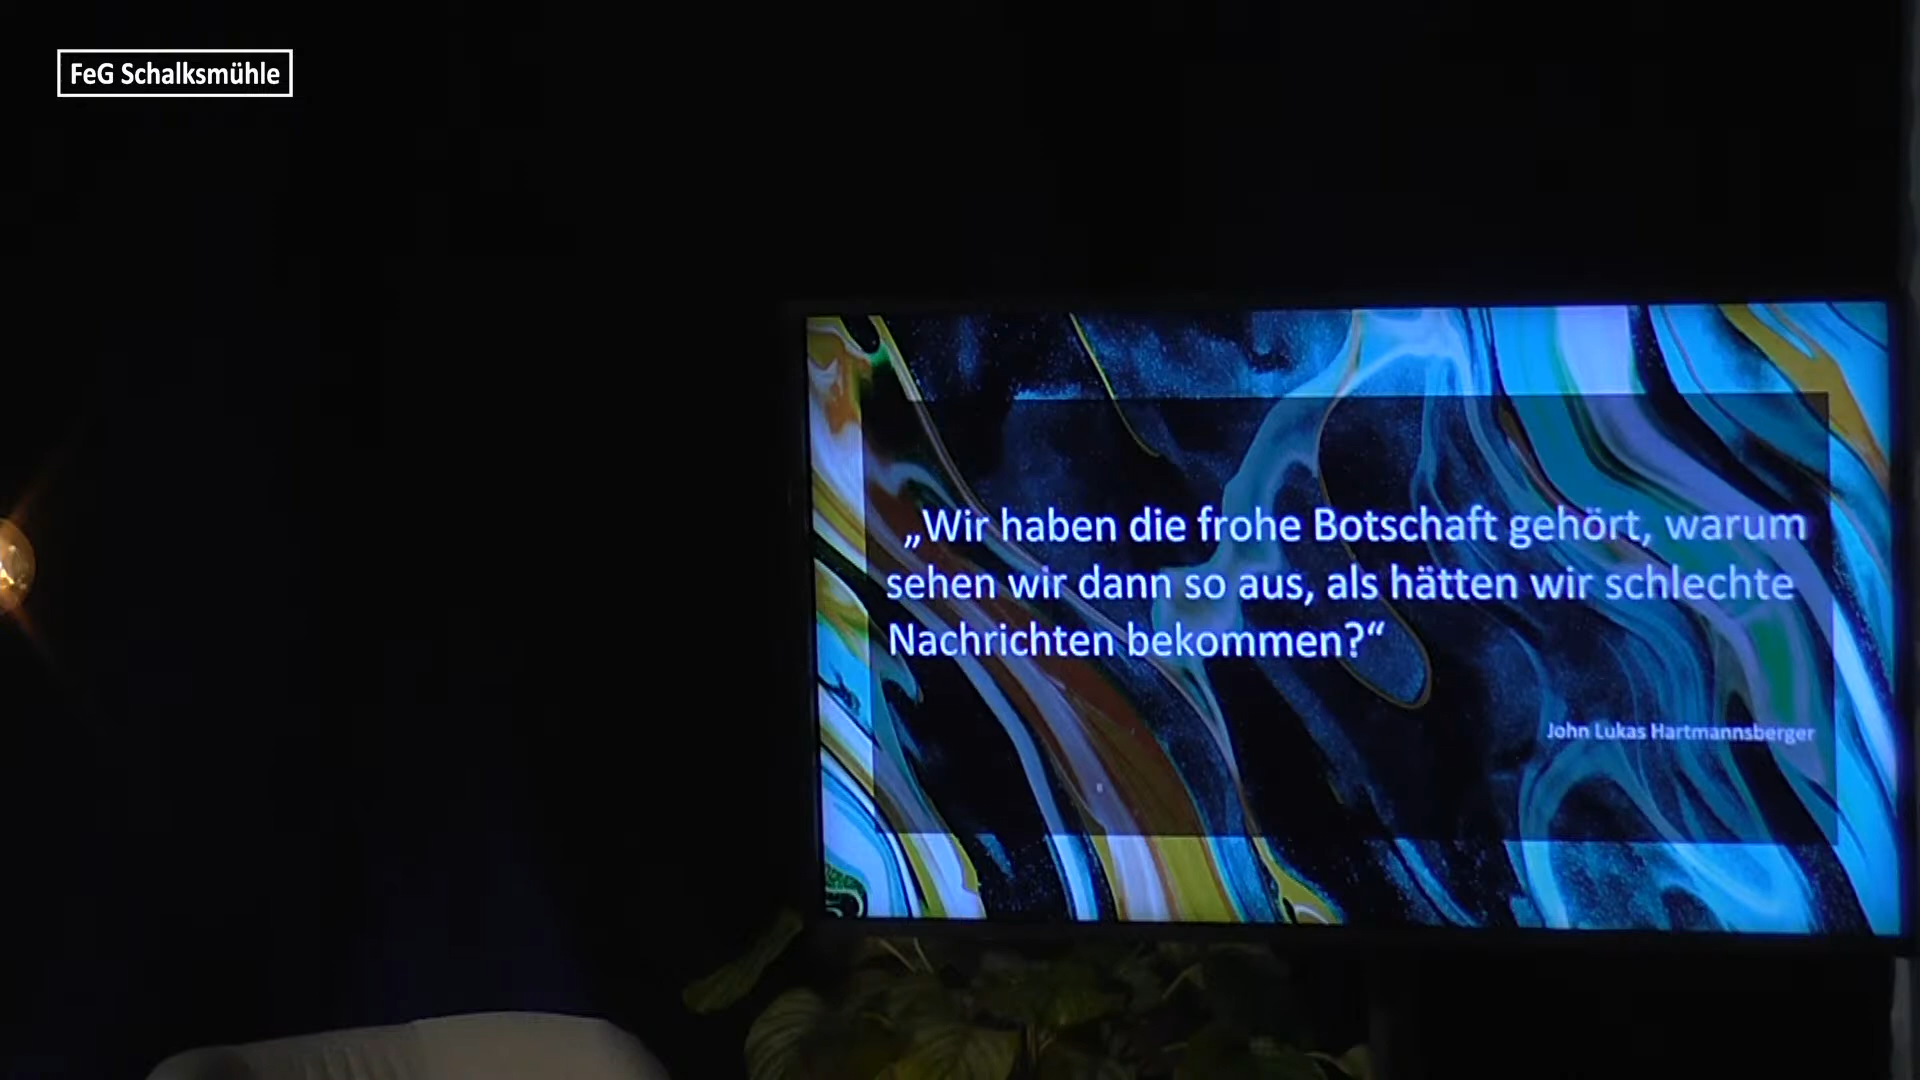 FeG Schalksmühle
„Wir haben die frohe Botschaft gehört, warum
sehen wir dann so aus, als hätten wir schlechte
Nachrichten bekommen?“
John Lukas Hartmannsberger